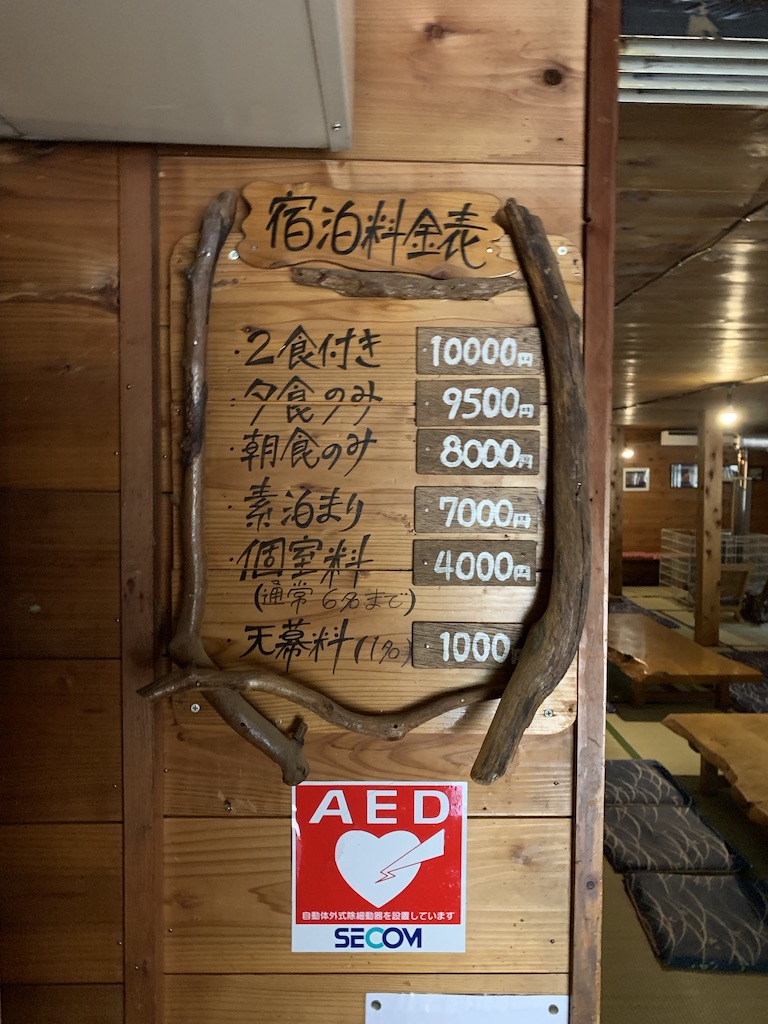 宿泊料金表
・2食付き 10000円
・夕食のみ 9500円
・朝食のみ 8000円
・素泊まり 7000円
・個室料 4000円
(通常6名まで)
・天幕料(1名) 1000円
AED
自動体外式除細動器を設置しています
SECOM